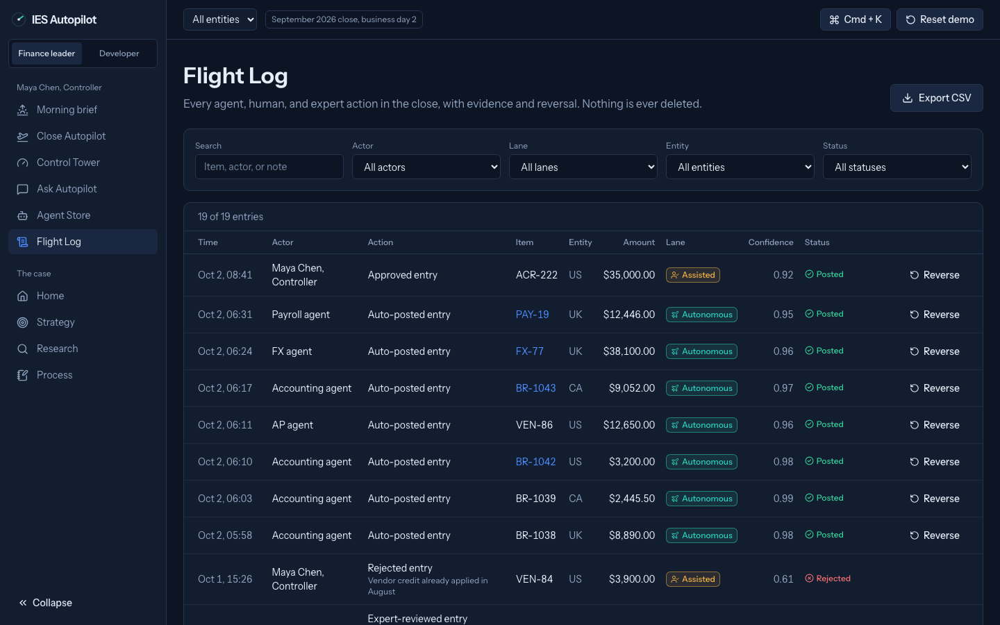 IES Autopilot
Finance leader
Developer
Maya Chen, Controller
Morning brief
Close Autopilot
Control Tower
Ask Autopilot
Agent Store
Flight Log
The case
Home
Strategy
Research
Process
Collapse
All entities
September 2026 close, business day 2
Cmd + K
Reset demo
Flight Log
Every agent, human, and expert action in the close, with evidence and reversal. Nothing is ever deleted.
Export CSV
Search
Item, actor, or note
Actor
All actors
Lane
All lanes
Entity
All entities
Status
All statuses
19 of 19 entries
Time Actor Action Item Entity Amount Lane Confidence Status
Oct 2, 08:41 Maya Chen, Controller Approved entry ACR-222 US $35,000.00 Assisted 0.92 Posted Reverse
Oct 2, 06:31 Payroll agent Auto-posted entry PAY-19 UK $12,446.00 Autonomous 0.95 Posted Reverse
Oct 2, 06:24 FX agent Auto-posted entry FX-77 UK $38,100.00 Autonomous 0.96 Posted Reverse
Oct 2, 06:17 Accounting agent Auto-posted entry BR-1043 CA $9,052.00 Autonomous 0.97 Posted Reverse
Oct 2, 06:11 AP agent Auto-posted entry VEN-86 US $12,650.00 Autonomous 0.96 Posted Reverse
Oct 2, 06:10 Accounting agent Auto-posted entry BR-1042 US $3,200.00 Autonomous 0.98 Posted Reverse
Oct 2, 06:03 Accounting agent Auto-posted entry BR-1039 CA $2,445.50 Autonomous 0.99 Posted Reverse
Oct 2, 05:58 Accounting agent Auto-posted entry BR-1038 UK $8,890.00 Autonomous 0.98 Posted Reverse
Oct 1, 15:26 Maya Chen, Controller Rejected entry Vendor credit already applied in August VEN-84 US $3,900.00 Assisted 0.61 Rejected
Expert-reviewed entry